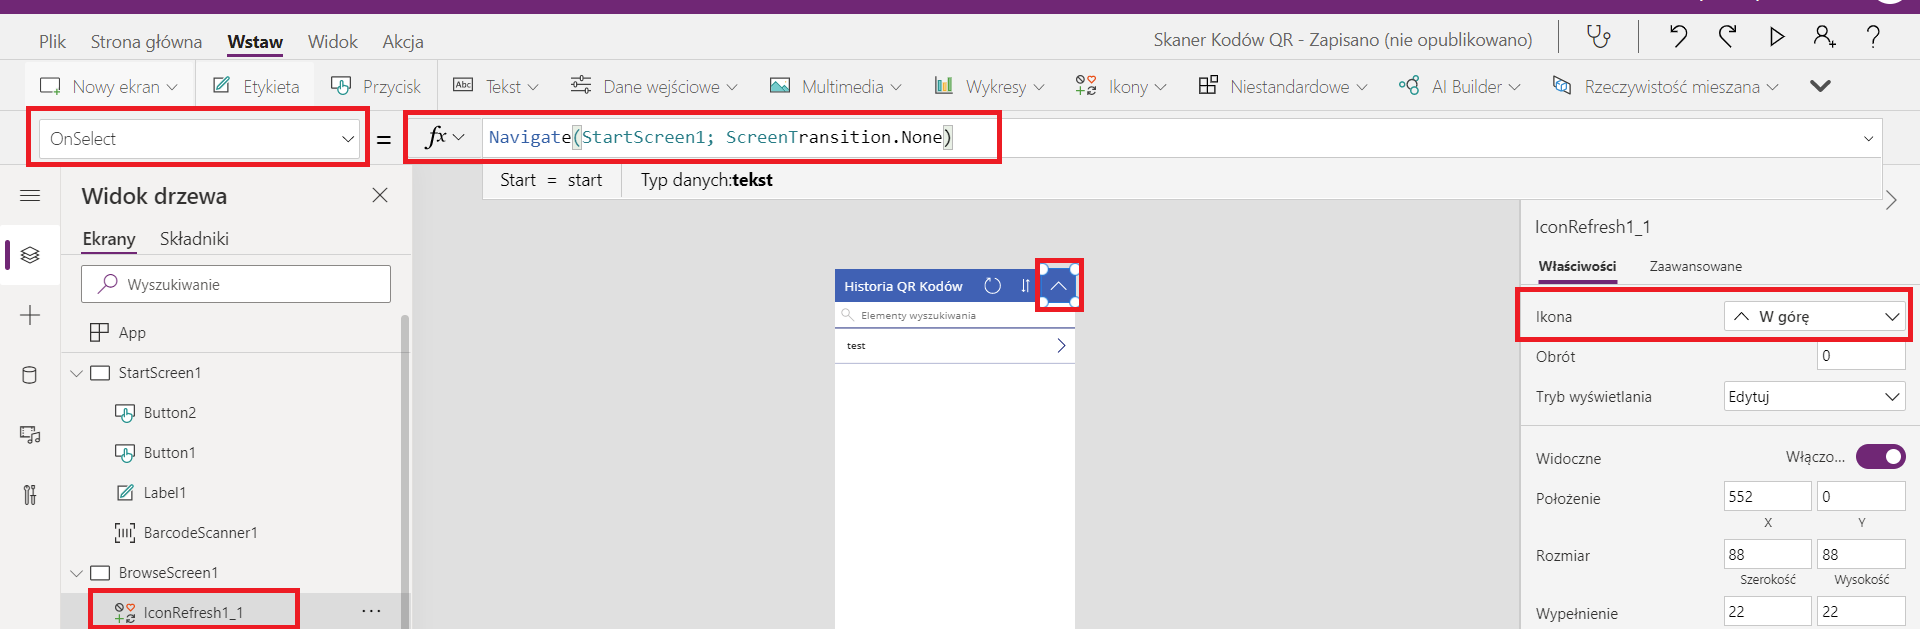 Plik Strona główna Wstaw Widok Akcja
Skaner Kodów QR - Zapisano (nie opublikowano)
Nowy ekran Etykieta Przycisk Abc Tekst Dane wejściowe Multimedia Wykresy Ikony Niestandardowe AI Builder Rzeczywistość mieszana
OnSelect = fx Navigate(StartScreen1; ScreenTransition.None)
Start = start Typ danych:tekst
Widok drzewa
Ekrany Składniki
Wyszukiwanie
App
StartScreen1
Button2
Button1
Label1
BarcodeScanner1
BrowseScreen1
IconRefresh1_1 ...
Historia QR Kodów
Elementy wyszukiwania
test
IconRefresh1_1
Właściwości Zaawansowane
Ikona W górę
Obrót 0
Tryb wyświetlania Edytuj
Widoczne Włączo...
Położenie 552 0
X Y
Rozmiar 88 88
Szerokość Wysokość
Wypełnienie 22 22